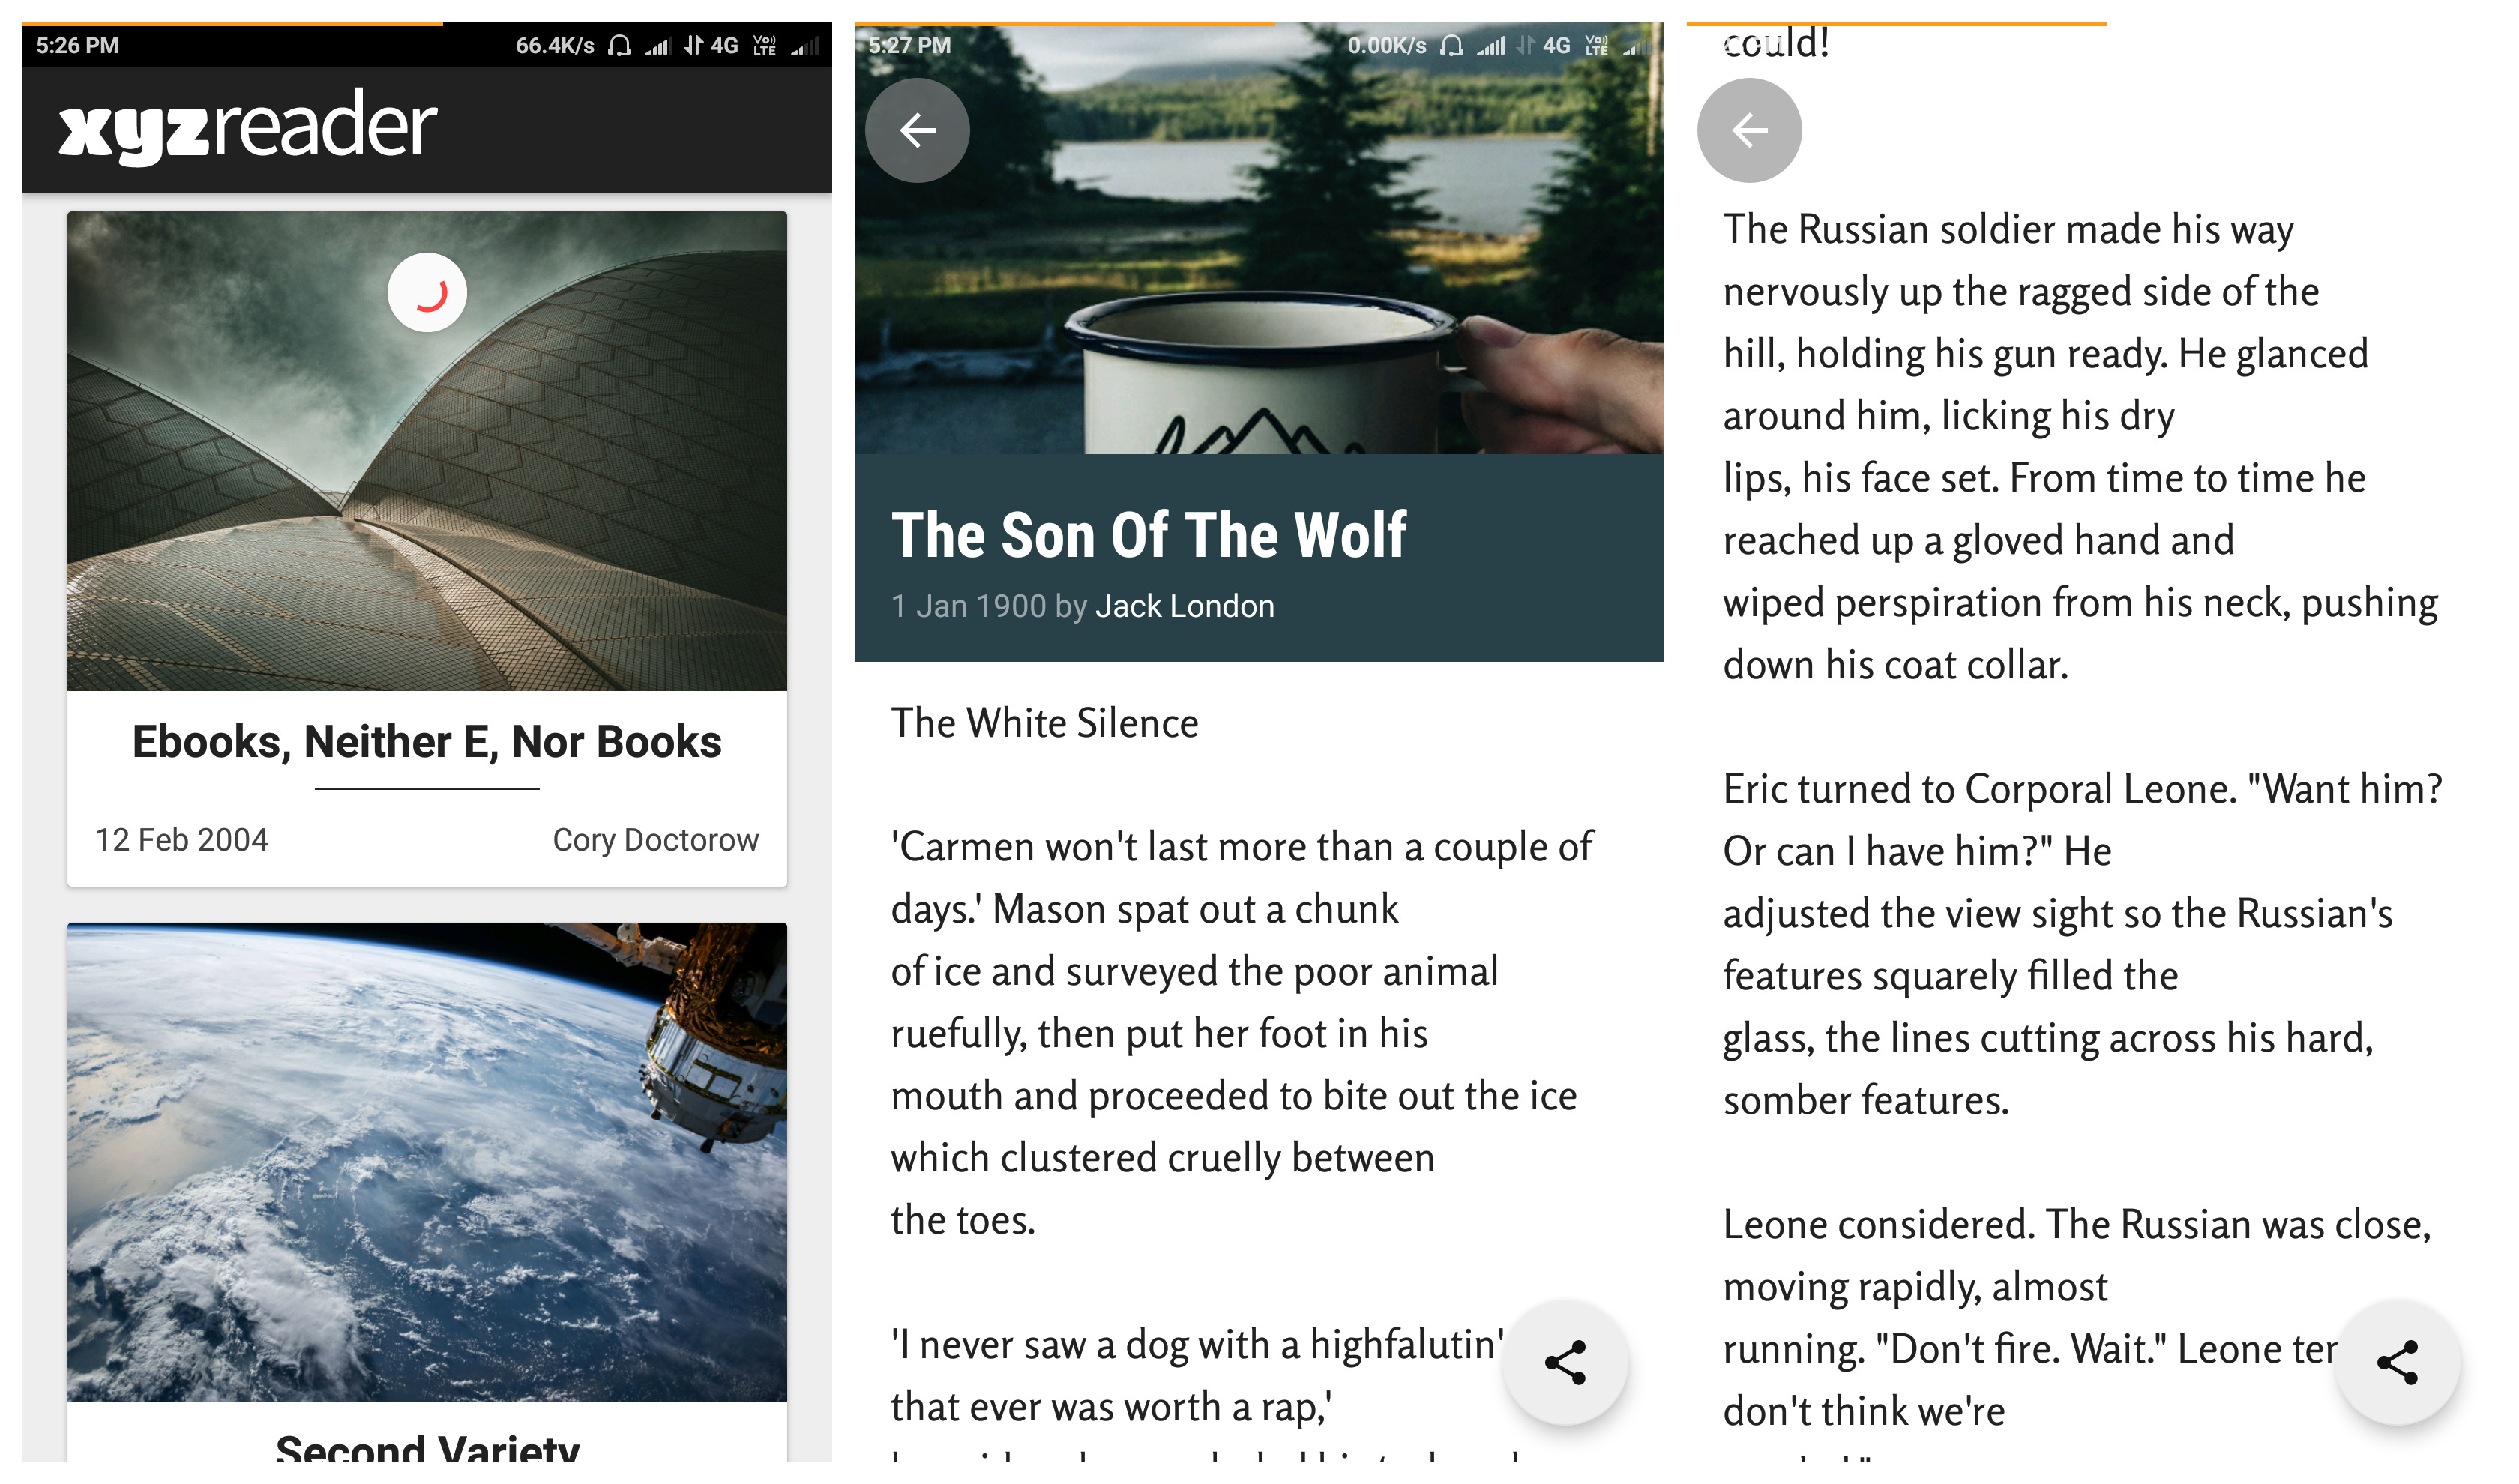 5:26 PM
66.4K/s 4G Vo)) LTE
xyzreader
Ebooks, Neither E, Nor Books
12 Feb 2004
Cory Doctorow
Second Variety
5:27 PM
0.00K/s 4G Vo)) LTE
The Son Of The Wolf
1 Jan 1900 by Jack London
The White Silence
'Carmen won't last more than a couple of
days.' Mason spat out a chunk
of ice and surveyed the poor animal
ruefully, then put her foot in his
mouth and proceeded to bite out the ice
which clustered cruelly between
the toes.
'I never saw a dog with a highfalutin'
that ever was worth a rap,'
could!
The Russian soldier made his way
nervously up the ragged side of the
hill, holding his gun ready. He glanced
around him, licking his dry
lips, his face set. From time to time he
reached up a gloved hand and
wiped perspiration from his neck, pushing
down his coat collar.
Eric turned to Corporal Leone. "Want him?
Or can I have him?" He
adjusted the view sight so the Russian's
features squarely filled the
glass, the lines cutting across his hard,
somber features.
Leone considered. The Russian was close,
moving rapidly, almost
running. "Don't fire. Wait." Leone ten
don't think we're